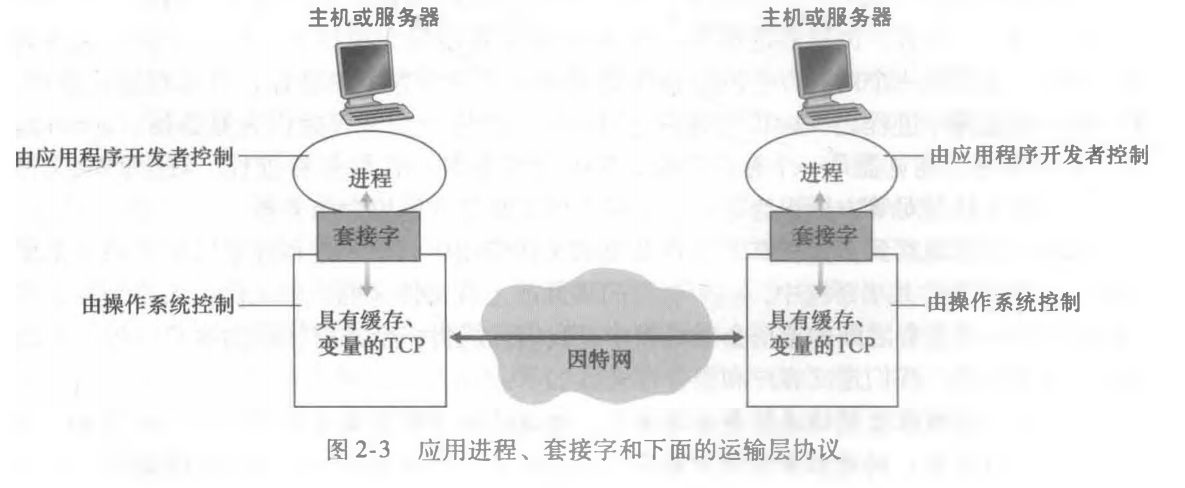 主机或服务器
主机或服务器
由应用程序开发者控制
进程
进程
由应用程序开发者控制
套接字
套接字
由操作系统控制
具有缓存、
变量的TCP
因特网
具有缓存、
变量的TCP
由操作系统控制
图 2-3 应用进程、套接字和下面的运输层协议